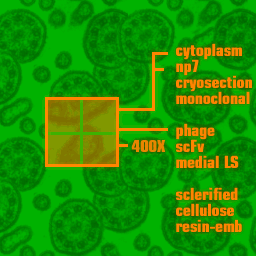 cytoplasm
np7
cryosection
monoclonal
phage
400X scFv
medial LS
sclerified
cellulose
resin-emb